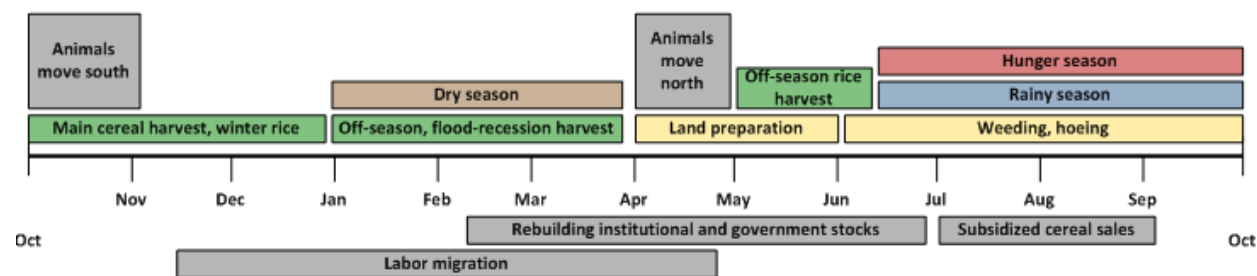 Animals
move south
Animals
move
north
Hunger season
Off-season rice
harvest
Dry season
Rainy season
Main cereal harvest, winter rice
Off-season, flood-recession harvest
Land preparation
Weeding, hoeing
Nov
Dec
Jan
Feb
Mar
Apr
May
Jun
Jul
Aug
Sep
Oct
Rebuilding institutional and government stocks
Subsidized cereal sales
Oct
Labor migration